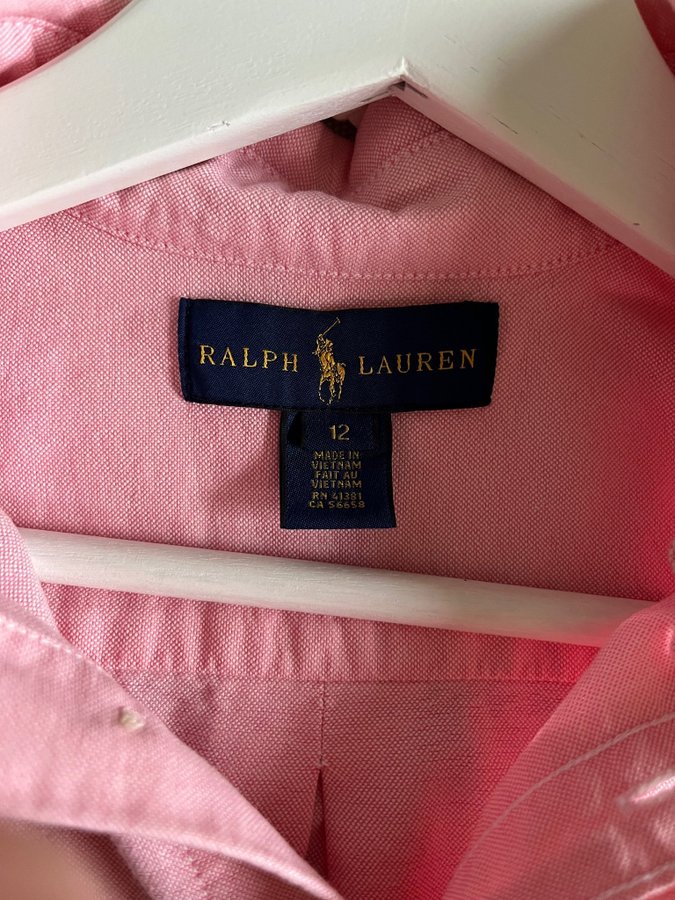 RALPH LAUREN
12
MADE IN
VIETNAM
FAIT AU
VIETNAM
RN 41381
CA 56658